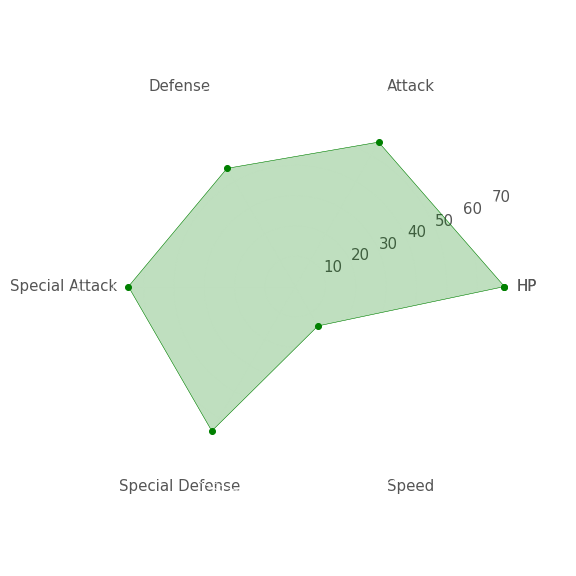 Defense
Attack
70
60
50
40
30
20
10
Special Attack
HP
Special Defense
Speed